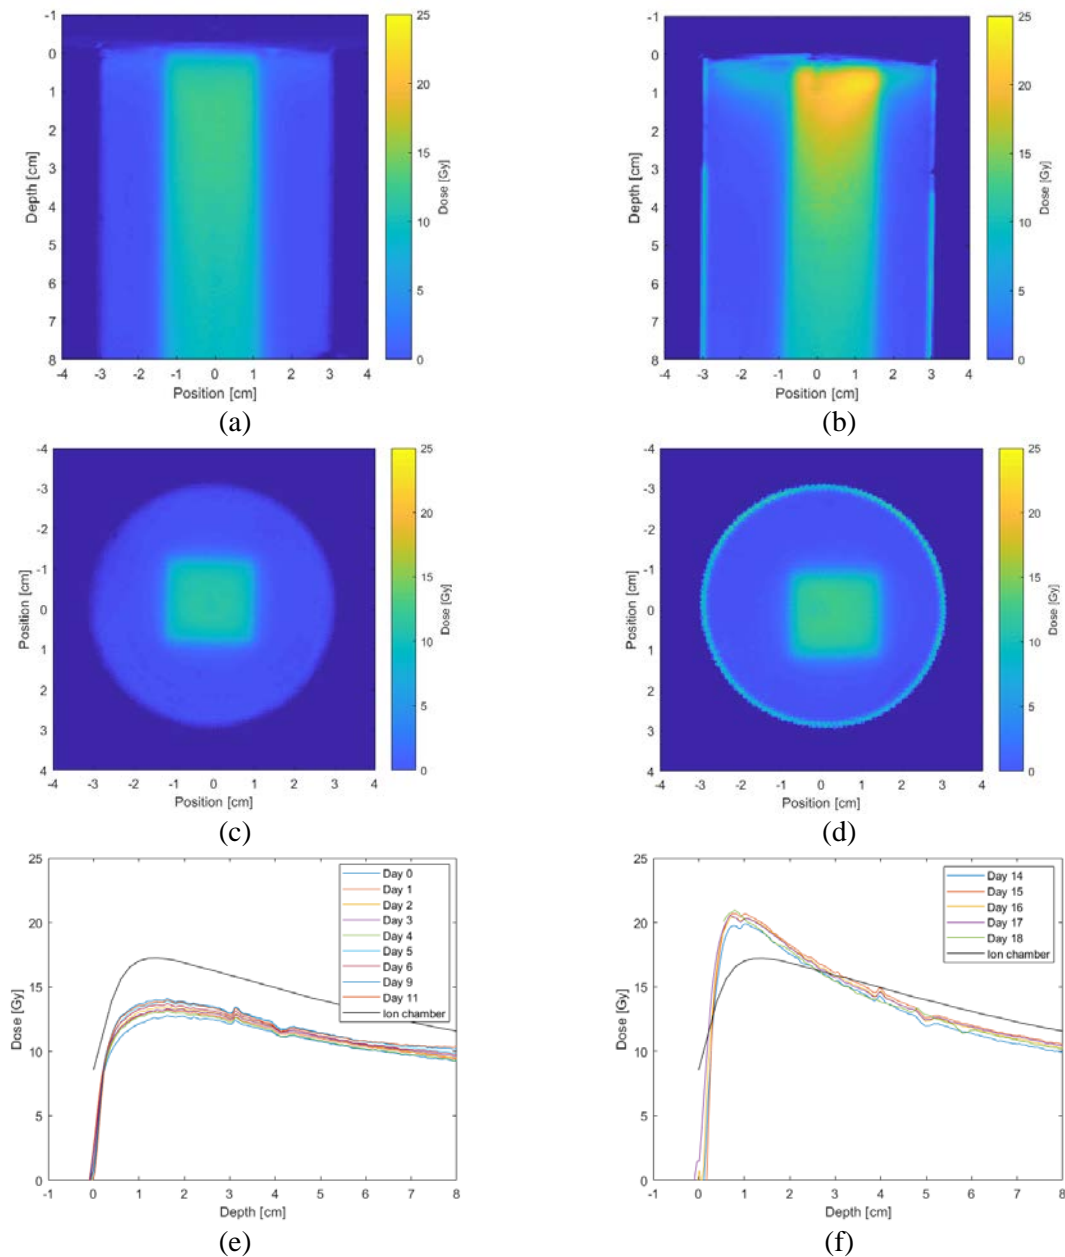 -1
0
1
2
3
4
5
6
7
8
Depth [cm]
-4 -3 -2 -1 0 1 2 3 4
Position [cm]
25
20
15
10
5
0
Dose [Gy]
(a)
-1
0
1
2
3
4
5
6
7
8
Depth [cm]
-4 -3 -2 -1 0 1 2 3 4
Position [cm]
25
20
15
10
5
0
Dose [Gy]
(b)
-4
-3
-2
-1
0
1
2
3
4
Position [cm]
-4 -3 -2 -1 0 1 2 3 4
Position [cm]
25
20
15
10
5
0
Dose [Gy]
(c)
-4
-3
-2
-1
0
1
2
3
4
Position [cm]
-4 -3 -2 -1 0 1 2 3 4
Position [cm]
25
20
15
10
5
0
Dose [Gy]
(d)
25
20
15
10
5
0
Dose [Gy]
Day 0
Day 1
Day 2
Day 3
Day 4
Day 5
Day 6
Day 9
Day 11
Ion chamber
-1 0 1 2 3 4 5 6 7 8
Depth [cm]
(e)
25
20
15
10
5
0
Dose [Gy]
Day 14
Day 15
Day 16
Day 17
Day 18
Ion chamber
-1 0 1 2 3 4 5 6 7 8
Depth [cm]
(f)